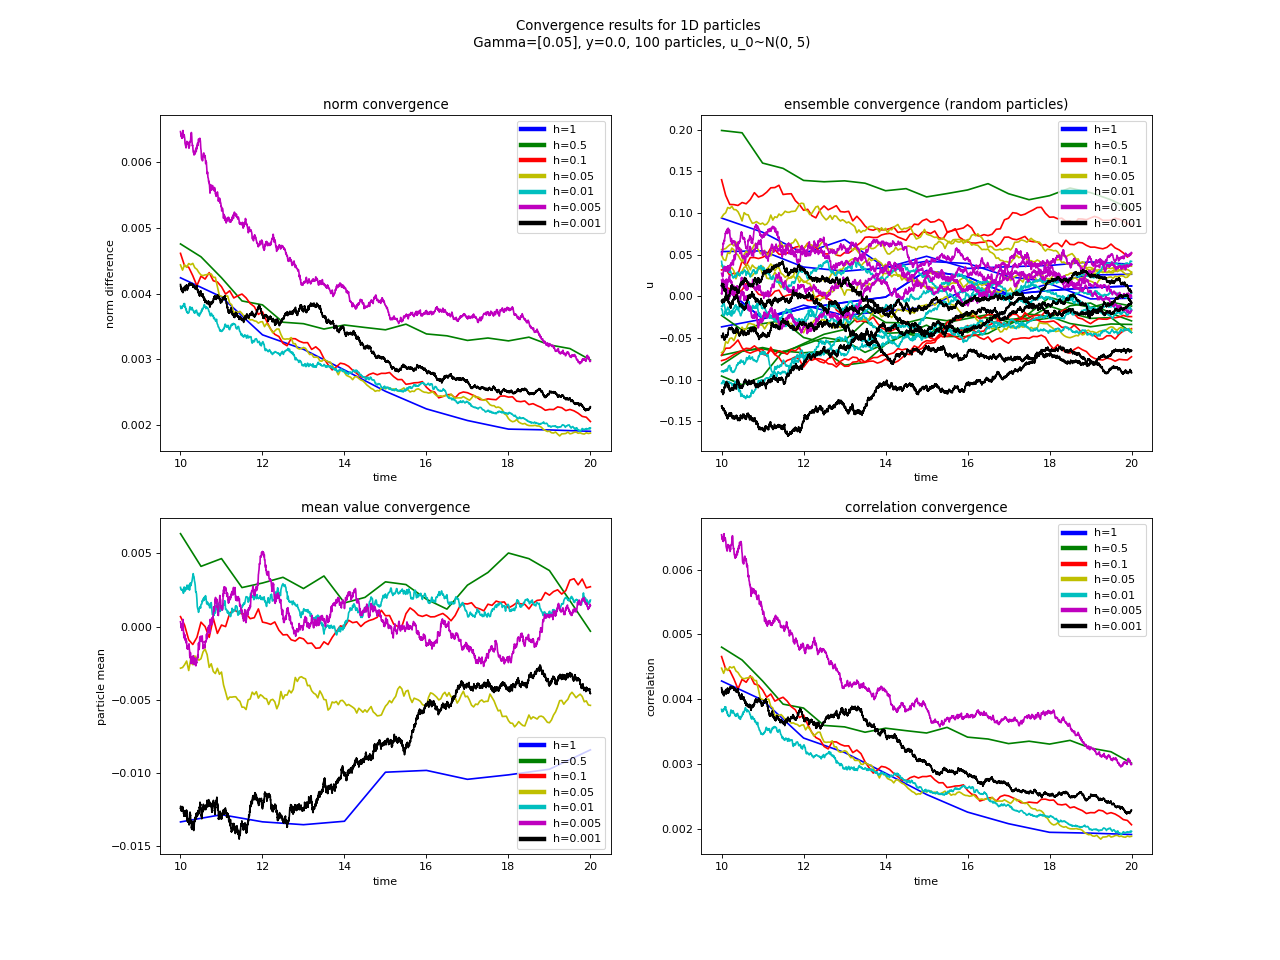 Convergence results for 1D particles
Gamma=[0.05], y=0.0, 100 particles, u_0~N(0, 5)
norm convergence
norm difference
0.006
0.005
0.004
0.003
0.002
10 12 14 16 18 20
time
h=1
h=0.5
h=0.1
h=0.05
h=0.01
h=0.005
h=0.001
ensemble convergence (random particles)
u
0.20
0.15
0.10
0.05
0.00
−0.05
−0.10
−0.15
10 12 14 16 18 20
time
h=1
h=0.5
h=0.1
h=0.05
h=0.01
h=0.005
h=0.001
mean value convergence
particle mean
0.005
0.000
−0.005
−0.010
−0.015
10 12 14 16 18 20
time
h=1
h=0.5
h=0.1
h=0.05
h=0.01
h=0.005
h=0.001
correlation convergence
correlation
0.006
0.005
0.004
0.003
0.002
10 12 14 16 18 20
time
h=1
h=0.5
h=0.1
h=0.05
h=0.01
h=0.005
h=0.001